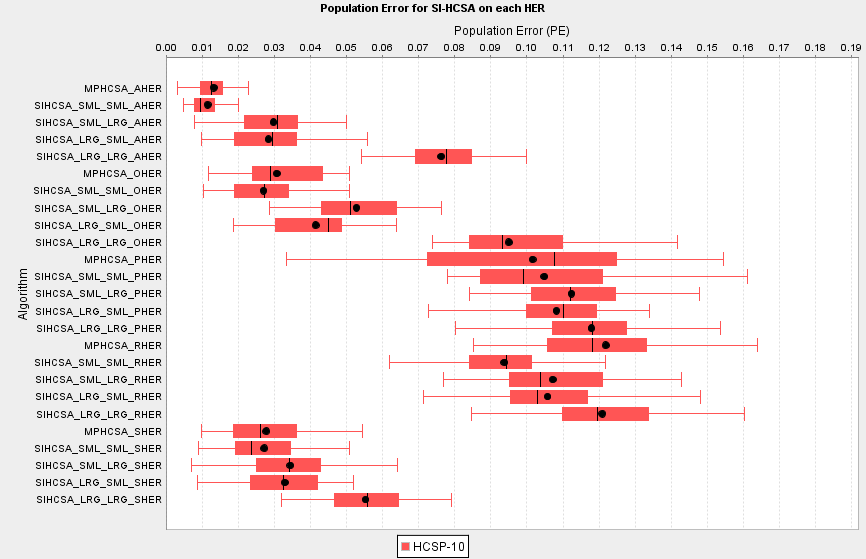 Population Error for SI-HCSA on each HER
Population Error (PE)
0.00 0.01 0.02 0.03 0.04 0.05 0.06 0.07 0.08 0.09 0.10 0.11 0.12 0.13 0.14 0.15 0.16 0.17 0.18 0.19
Algorithm
MPHCSA_AHER
SIHCSA_SML_SML_AHER
SIHCSA_SML_LRG_AHER
SIHCSA_LRG_SML_AHER
SIHCSA_LRG_LRG_AHER
MPHCSA_OHER
SIHCSA_SML_SML_OHER
SIHCSA_SML_LRG_OHER
SIHCSA_LRG_SML_OHER
SIHCSA_LRG_LRG_OHER
MPHCSA_PHER
SIHCSA_SML_SML_PHER
SIHCSA_SML_LRG_PHER
SIHCSA_LRG_SML_PHER
SIHCSA_LRG_LRG_PHER
MPHCSA_RHER
SIHCSA_SML_SML_RHER
SIHCSA_SML_LRG_RHER
SIHCSA_LRG_SML_RHER
SIHCSA_LRG_LRG_RHER
MPHCSA_SHER
SIHCSA_SML_SML_SHER
SIHCSA_SML_LRG_SHER
SIHCSA_LRG_SML_SHER
SIHCSA_LRG_LRG_SHER
HCSP-10